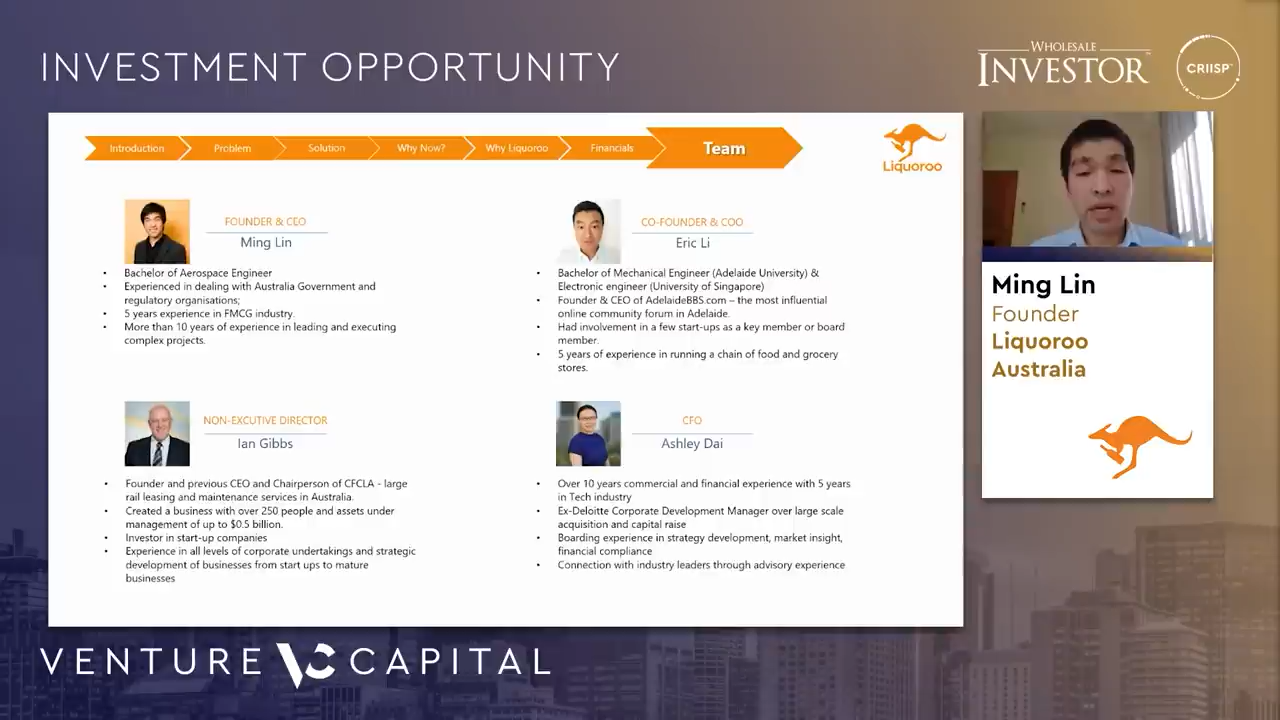 INVESTMENT OPPORTUNITY
WHOLESALE
INVESTOR
CRIISP
Introduction
Problem
Solution
Why Now?
Why Liquoroo
Financials
Team
Liquoroo
FOUNDER & CEO
Ming Lin
• Bachelor of Aerospace Engineer
• Experienced in dealing with Australia Government and
regulatory organisations;
• 5 years experience in FMCG industry.
• More than 10 years of experience in leading and executing
complex projects.
CO-FOUNDER & COO
Eric Li
• Bachelor of Mechanical Engineer (Adelaide University) &
Electronic engineer (University of Singapore)
• Founder & CEO of AdelaideBBS.com – the most influential
online community forum in Adelaide.
• Had involvement in a few start-ups as a key member or board
member.
• 5 years of experience in running a chain of food and grocery
stores.
NON-EXCUTIVE DIRECTOR
Ian Gibbs
• Founder and previous CEO and Chairperson of CFCLA - large
rail leasing and maintenance services in Australia.
• Created a business with over 250 people and assets under
management of up to $0.5 billion.
• Investor in start-up companies
• Experience in all levels of corporate undertakings and strategic
development of businesses from start ups to mature
businesses
CFO
Ashley Dai
• Over 10 years commercial and financial experience with 5 years
in Tech industry
• Ex-Deloitte Corporate Development Manager over large scale
acquisition and capital raise
• Boarding experience in strategy development, market insight,
financial compliance
• Connection with industry leaders through advisory experience
Ming Lin
Founder
Liquoroo
Australia
VENTURE VC CAPITAL